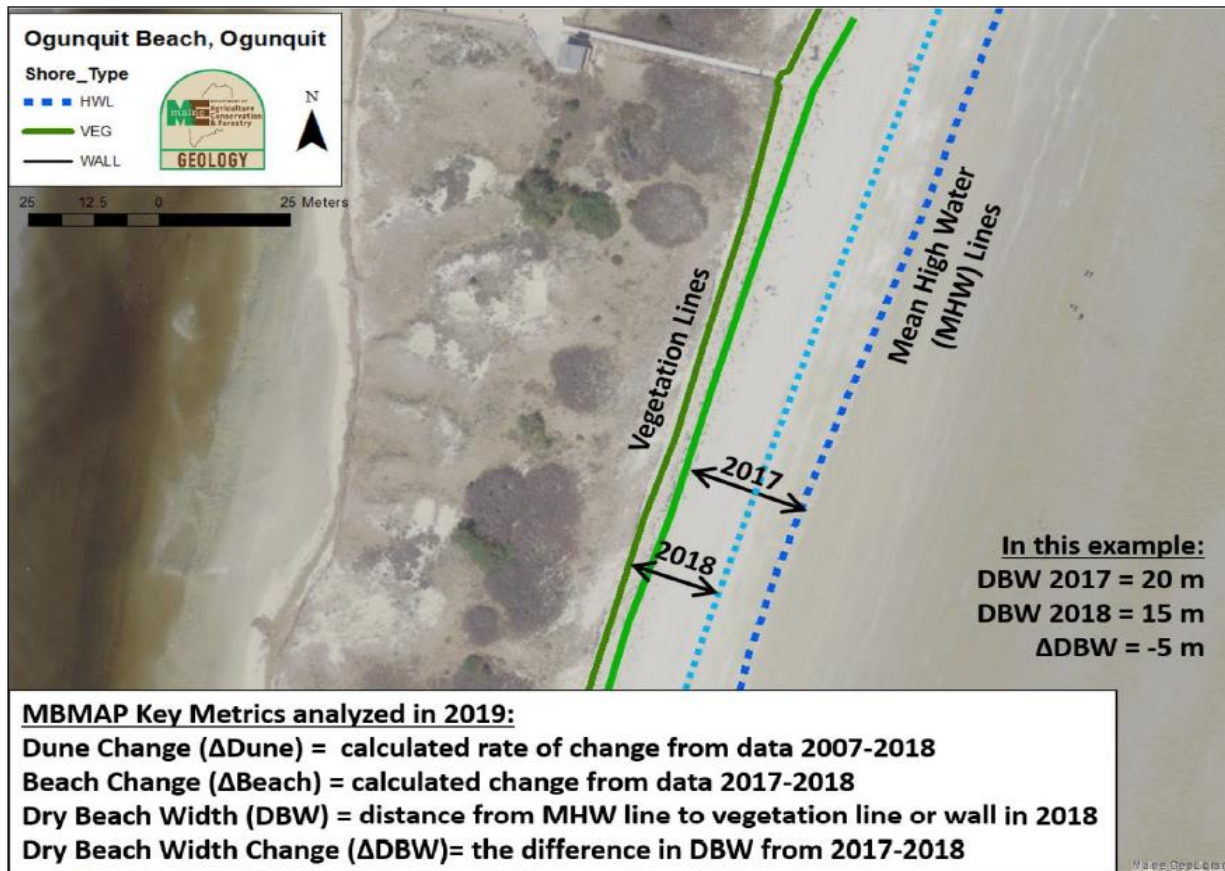 Ogunquit Beach, Ogunquit
Shore_Type
HWL
VEG
WALL
maine
DEPARTMENT OF
Agriculture
Conservation
& Forestry
GEOLOGY
N
25 12.5 0 25 Meters
Vegetation Lines
Mean High Water
(MHW) Lines
2017
2018
In this example:
DBW 2017 = 20 m
DBW 2018 = 15 m
ΔDBW = -5 m
MBMAP Key Metrics analyzed in 2019:
Dune Change (ΔDune) = calculated rate of change from data 2007-2018
Beach Change (ΔBeach) = calculated change from data 2017-2018
Dry Beach Width (DBW) = distance from MHW line to vegetation line or wall in 2018
Dry Beach Width Change (ΔDBW)= the difference in DBW from 2017-2018